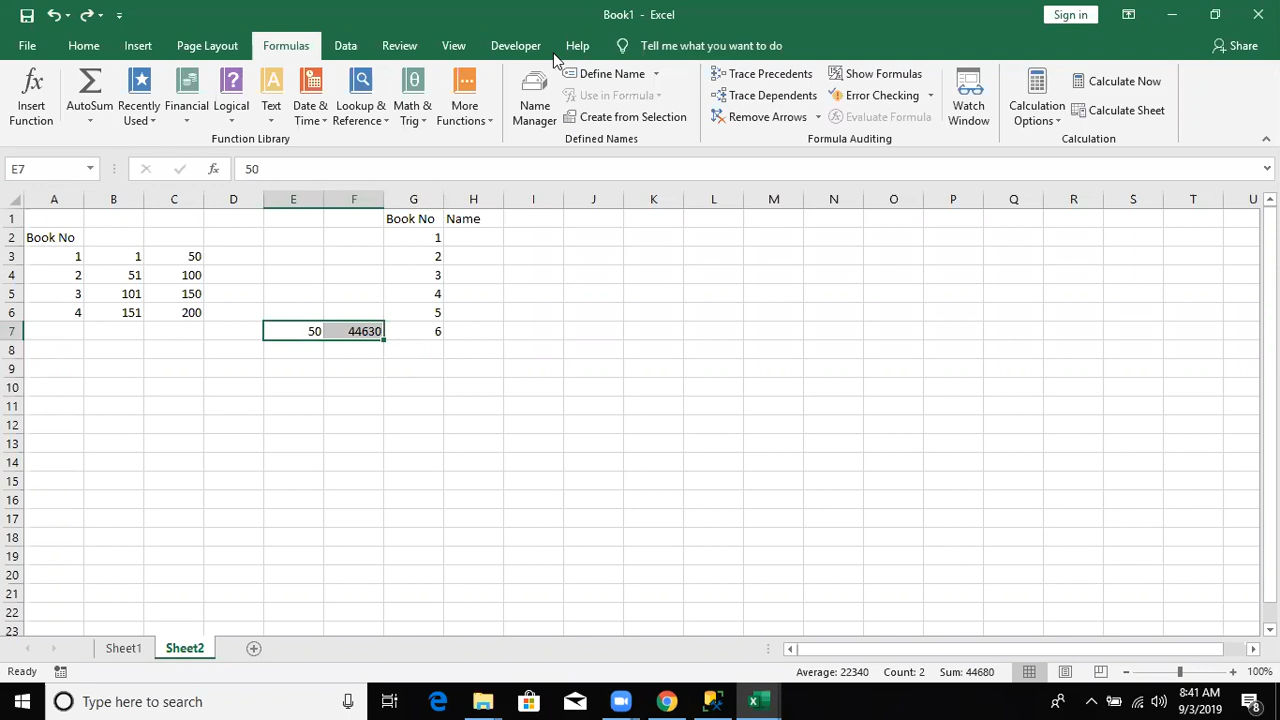 Book1 - Excel
Sign in
File Home Insert Page Layout Formulas Data Review View Developer Help Tell me what you want to do Share
Insert Function
AutoSum
Recently Used
Financial
Logical
Text
Date & Time
Lookup & Reference
Math & Trig
More Functions
Function Library
Name Manager
Define Name
Use in Formula
Create from Selection
Defined Names
Trace Precedents
Trace Dependents
Remove Arrows
Show Formulas
Error Checking
Evaluate Formula
Formula Auditing
Watch Window
Calculation Options
Calculate Now
Calculate Sheet
Calculation
E7 fx 50
A B C D E F G H I J K L M N O P Q R S T U
1 Book No Name
2 Book No 1
3 1 1 50 2
4 2 51 100 3
5 3 101 150 4
6 4 151 200 5
7 50 44630 6
8
9
10
11
12
13
14
15
16
17
18
19
20
21
22
23
Sheet1 Sheet2
Ready Average: 22340 Count: 2 Sum: 44680 100%
Type here to search
8:41 AM
9/3/2019
8